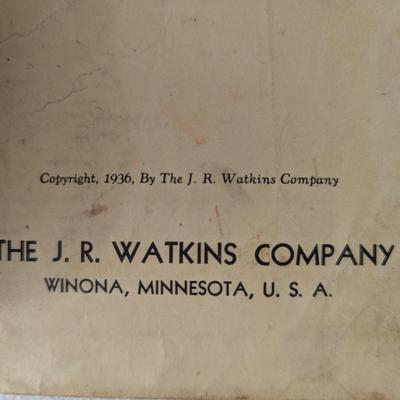 Copyright, 1936, By The J. R. Watkins Company
THE J. R. WATKINS COMPANY
WINONA, MINNESOTA, U. S. A.